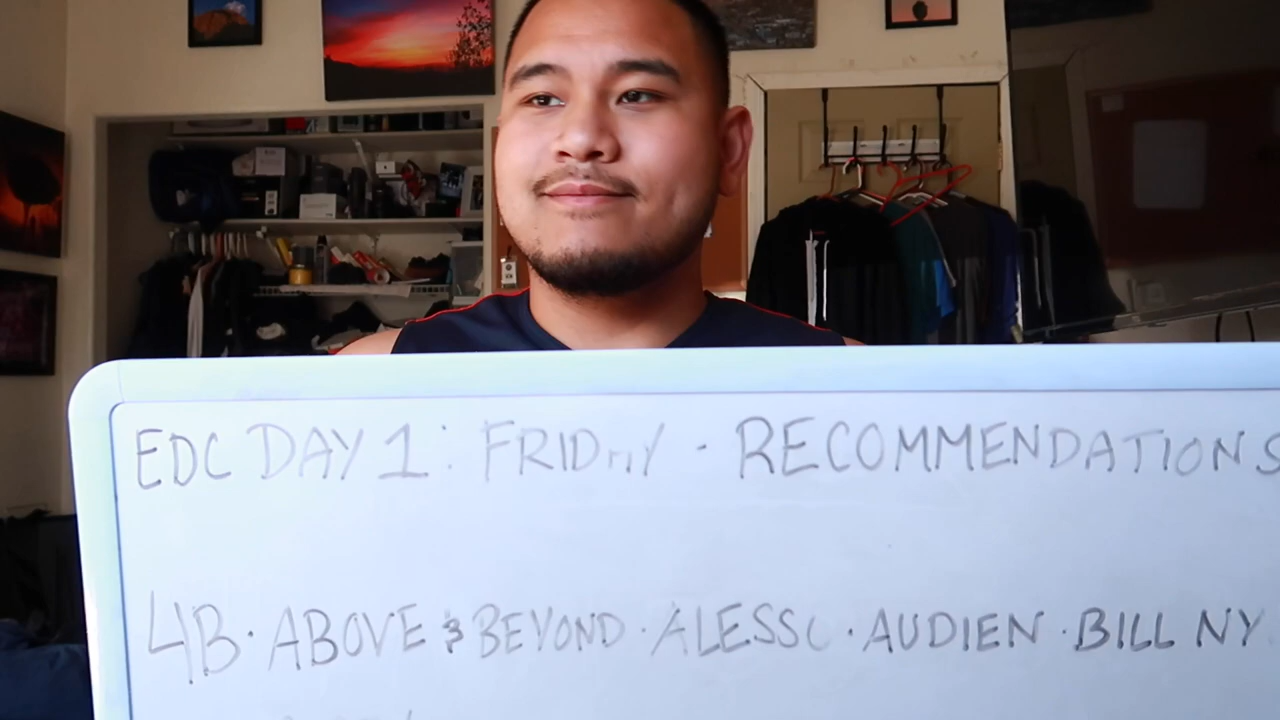 EDC DAY 1: FRIDAY - RECOMMENDATIONS
4B · ABOVE & BEYOND · ALESSO · AUDIEN · BILL NY